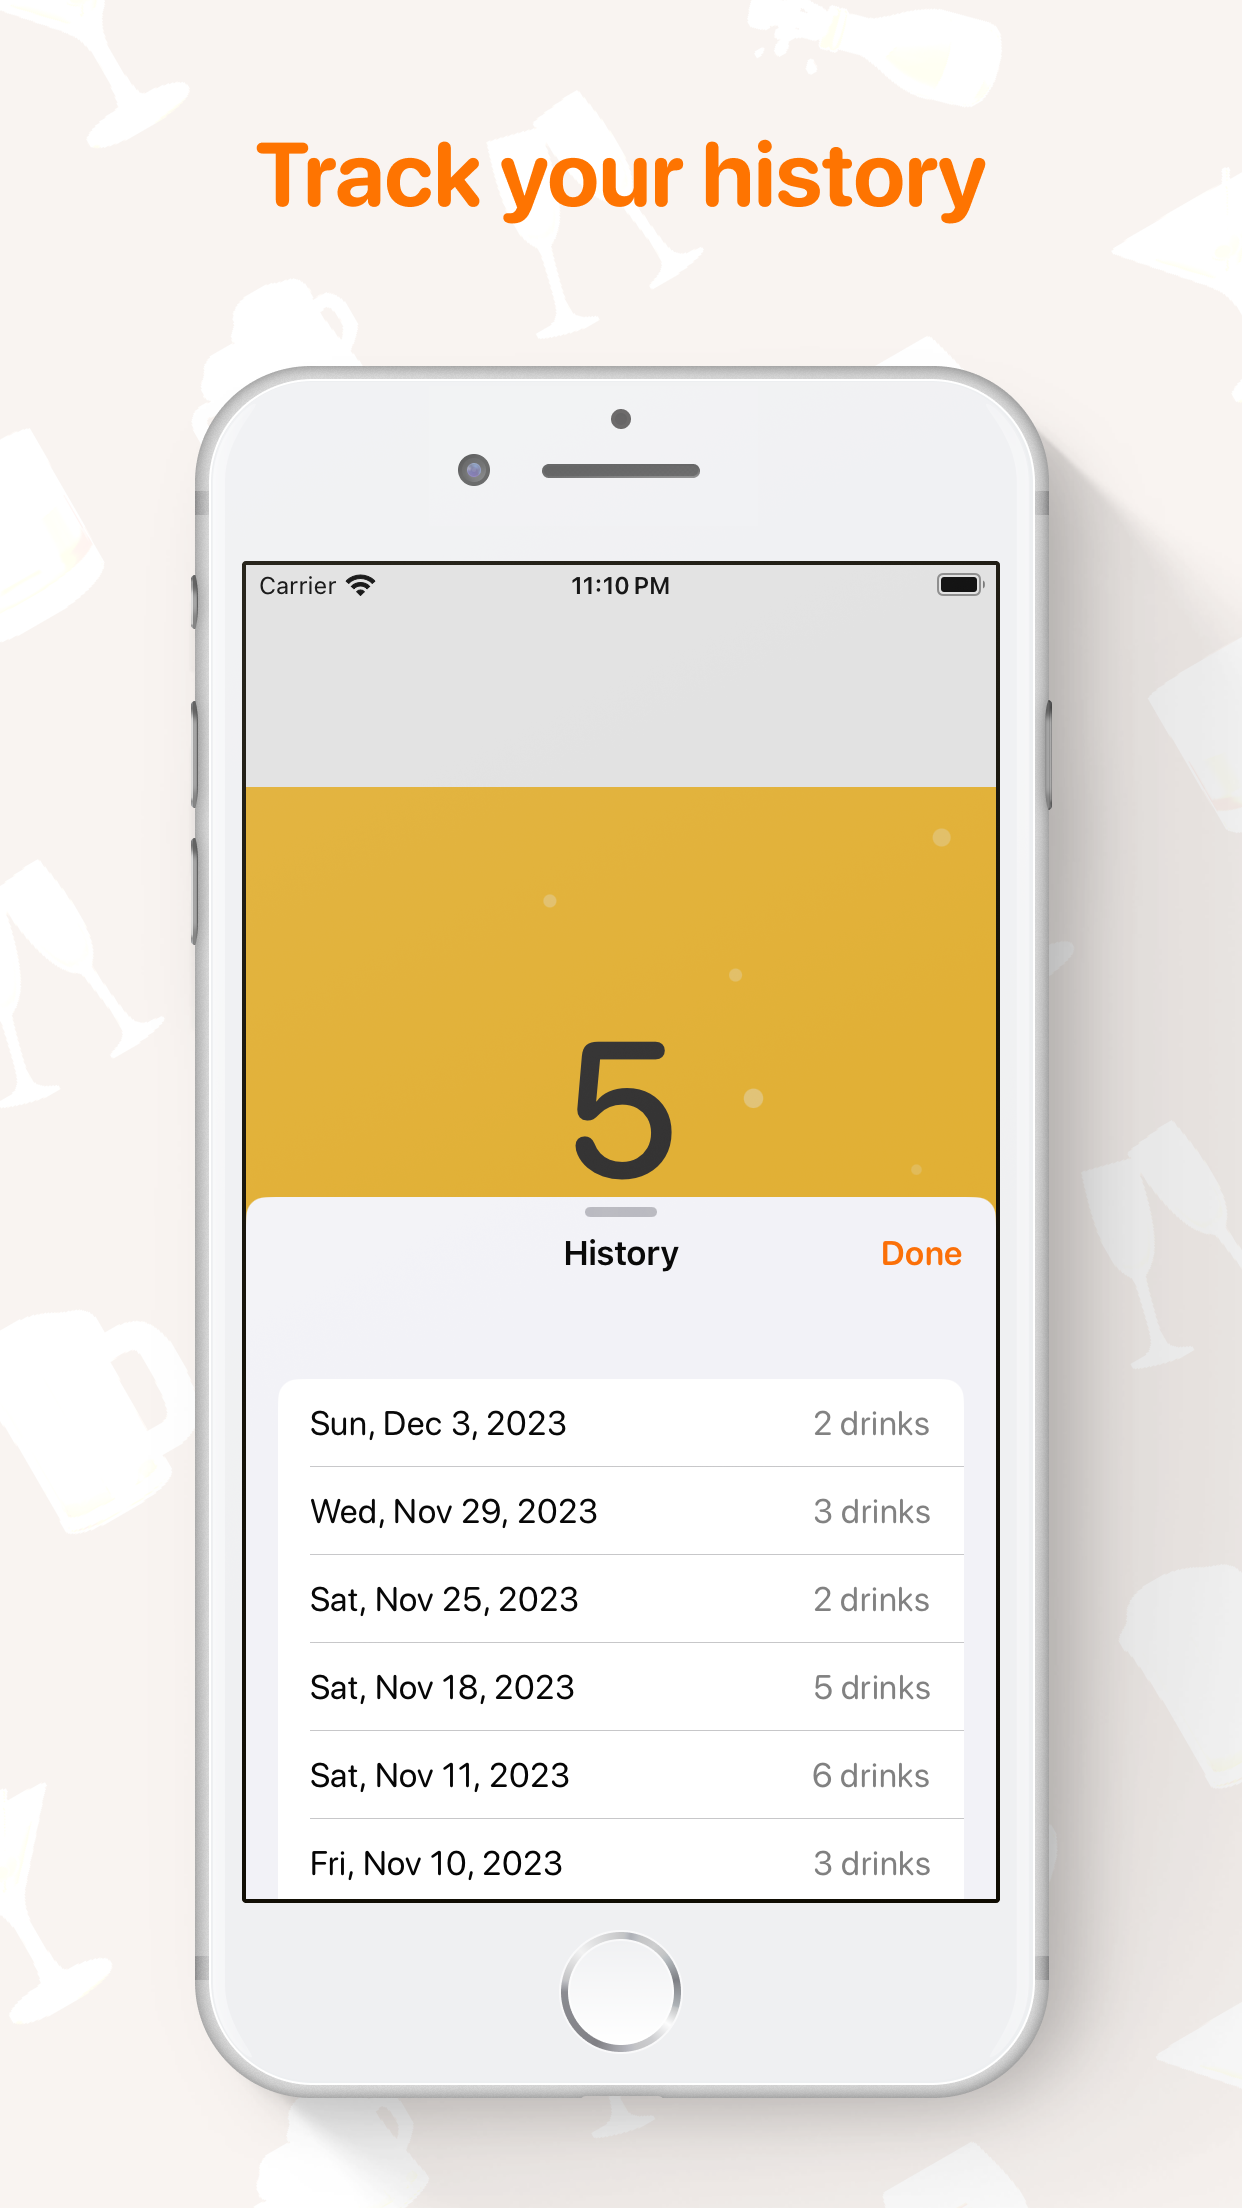 Track your history
Carrier 11:10 PM
5
History Done
Sun, Dec 3, 2023 2 drinks
Wed, Nov 29, 2023 3 drinks
Sat, Nov 25, 2023 2 drinks
Sat, Nov 18, 2023 5 drinks
Sat, Nov 11, 2023 6 drinks
Fri, Nov 10, 2023 3 drinks